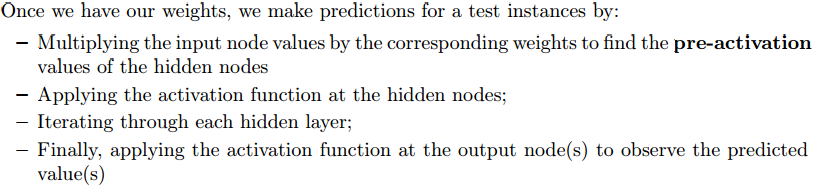 Once we have our weights, we make predictions for a test instances by:
– Multiplying the input node values by the corresponding weights to find the pre-activation
values of the hidden nodes
– Applying the activation function at the hidden nodes;
– Iterating through each hidden layer;
– Finally, applying the activation function at the output node(s) to observe the predicted
value(s)